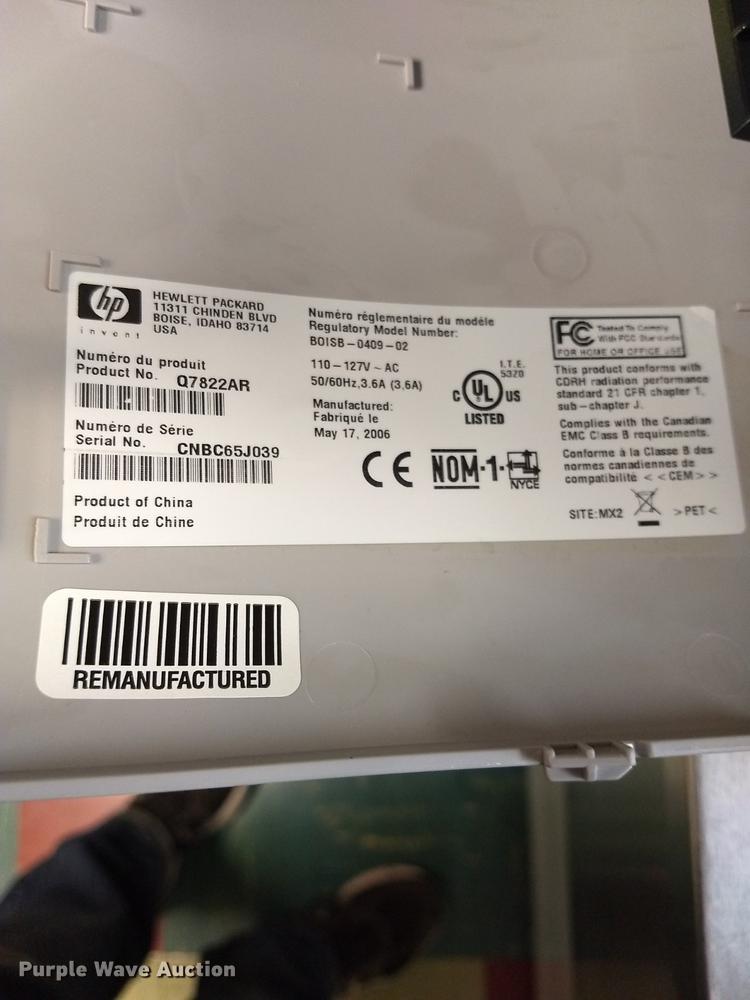 hp
invent
HEWLETT PACKARD
11311 CHINDEN BLVD
BOISE, IDAHO 83714
USA
Numéro du produit
Product No. Q7822AR
Numéro de Série
Serial No. CNBC65J039
Product of China
Produit de Chine
Numéro réglementaire du modèle
Regulatory Model Number:
BOISB-0409-02
110-127V ~ AC
50/60Hz,3.6A (3,6A)
Manufactured:
Fabriqué le
May 17, 2006
I.T.E.
5320
C UL US
LISTED
CE
NOM-1-
NYCE
FC
Tested To Comply
With FCC Standards
FOR HOME OR OFFICE USE
This product conforms with
CDRH radiation performance
standard 21 CFR chapter 1,
sub-chapter J.
Complies with the Canadian
EMC Class B requirements.
Conforme à la Classe B des
normes canadiennes de
compatibilité <<CEM>>
SITE:MX2 >PET<
REMANUFACTURED
Purple Wave Auction